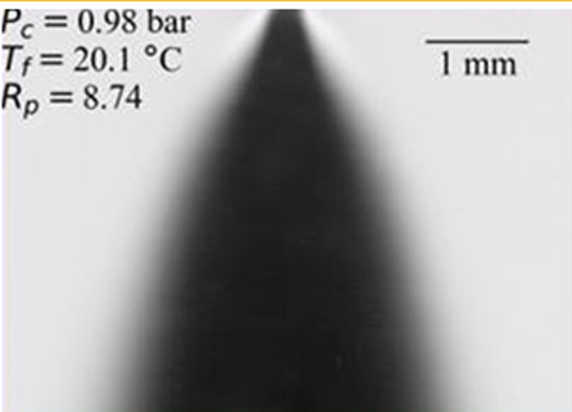 P_c = 0.98 bar
T_f = 20.1 °C
R_p = 8.74
1 mm